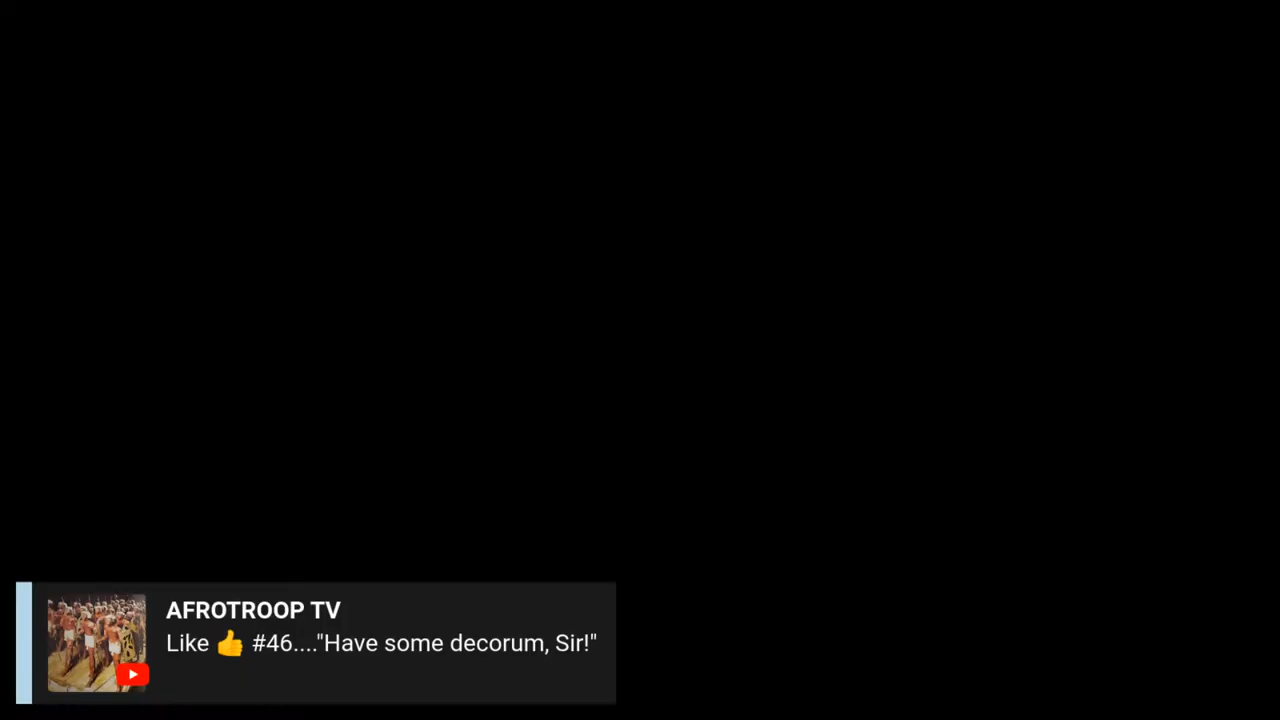 AFROTROOP TV
Like 👍 #46...."Have some decorum, Sir!"